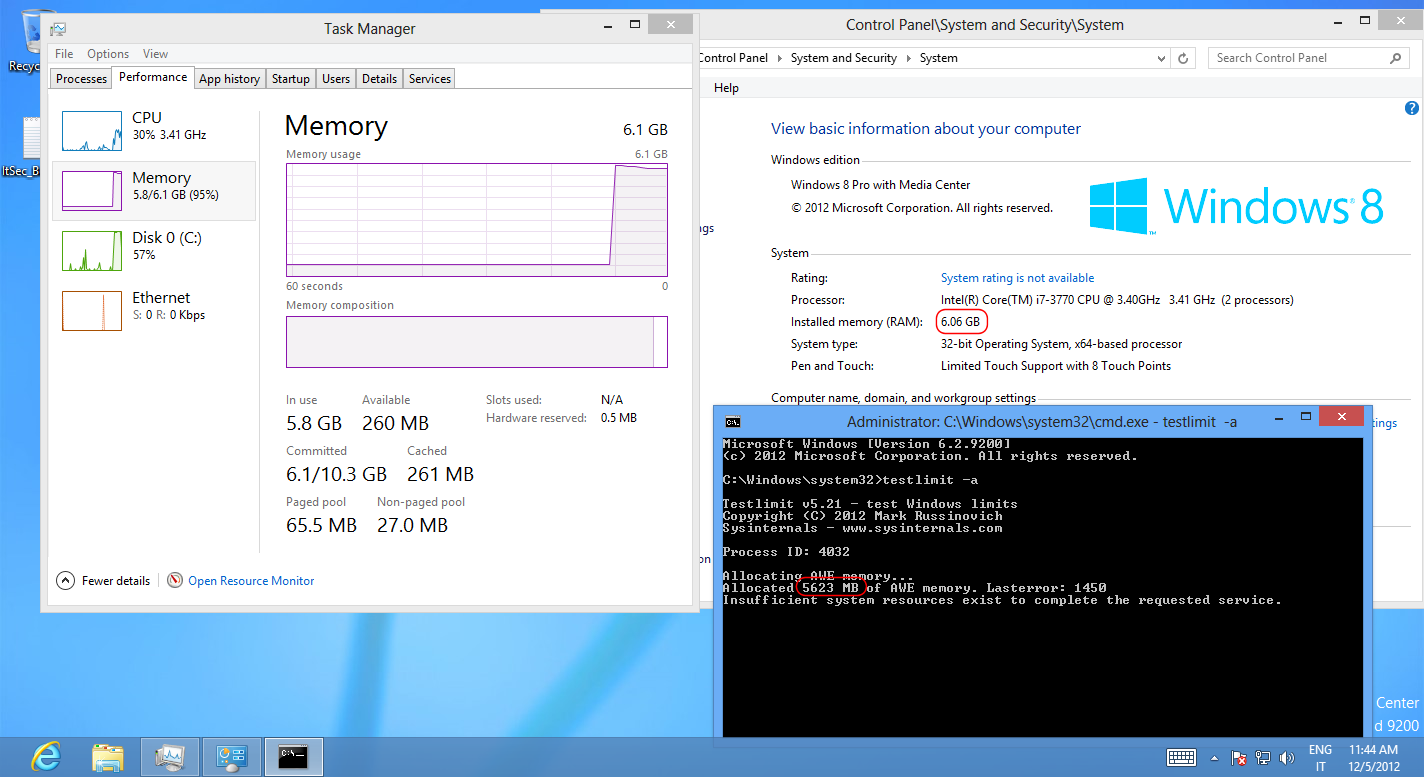 Recyc
ItSec_B
Task Manager
File Options View
Processes Performance App history Startup Users Details Services
CPU
30% 3.41 GHz
Memory
5.8/6.1 GB (95%)
Disk 0 (C:)
57%
Ethernet
S: 0 R: 0 Kbps
Memory 6.1 GB
Memory usage 6.1 GB
60 seconds 0
Memory composition
In use Available Slots used: N/A
5.8 GB 260 MB Hardware reserved: 0.5 MB
Committed Cached
6.1/10.3 GB 261 MB
Paged pool Non-paged pool
65.5 MB 27.0 MB
Fewer details Open Resource Monitor
Control Panel\System and Security\System
Control Panel System and Security System Search Control Panel
Help
?
View basic information about your computer
Windows edition
Windows 8 Pro with Media Center
© 2012 Microsoft Corporation. All rights reserved.
Windows 8
ngs
System
Rating: System rating is not available
Processor: Intel(R) Core(TM) i7-3770 CPU @ 3.40GHz 3.41 GHz (2 processors)
Installed memory (RAM): 6.06 GB
System type: 32-bit Operating System, x64-based processor
Pen and Touch: Limited Touch Support with 8 Touch Points
Computer name, domain, and workgroup settings
tings
on
Administrator: C:\Windows\system32\cmd.exe - testlimit -a
Microsoft Windows [Version 6.2.9200]
(c) 2012 Microsoft Corporation. All rights reserved.
C:\Windows\system32>testlimit -a
Testlimit v5.21 - test Windows limits
Copyright (C) 2012 Mark Russinovich
Sysinternals - www.sysinternals.com
Process ID: 4032
Allocating AWE memory...
Allocated 5623 MB of AWE memory. Lasterror: 1450
Insufficient system resources exist to complete the requested service.
Center
d 9200
ENG 11:44 AM
IT 12/5/2012